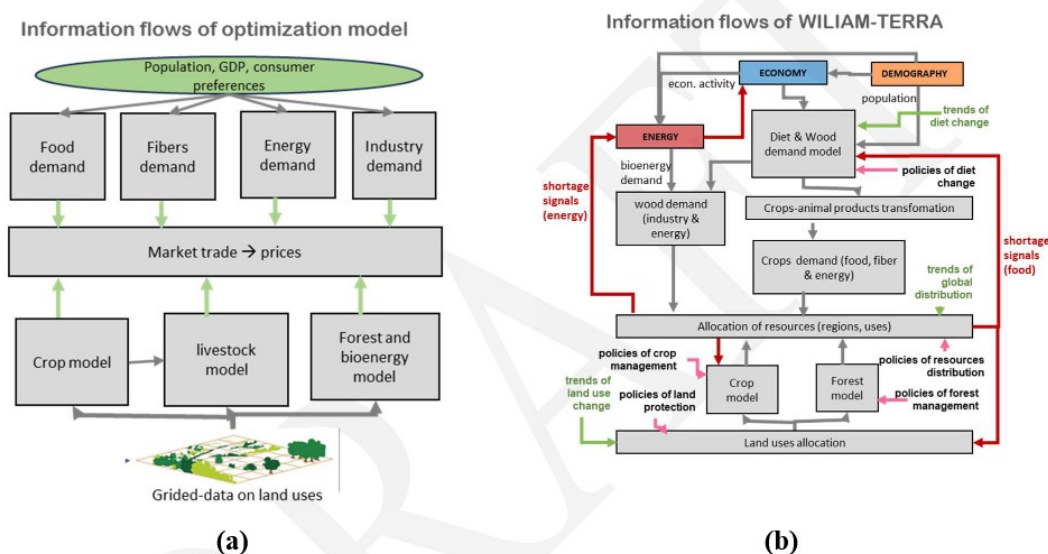 Information flows of optimization model
Population, GDP, consumer
preferences
Food
demand
Fibers
demand
Energy
demand
Industry
demand
Market trade → prices
Crop model
livestock
model
Forest and
bioenergy
model
Grided-data on land uses
(a)
Information flows of WILIAM-TERRA
ECONOMY
DEMOGRAPHY
econ. activity
population
ENERGY
Diet & Wood
demand model
trends of
diet change
policies of diet
change
bioenergy
demand
shortage
signals
(energy)
wood demand
(industry &
energy)
Crops-animal products transfomation
Crops demand (food, fiber
& energy)
shortage
signals
(food)
trends of
global
distribution
Allocation of resources (regions, uses)
policies of crop
management
policies of resources
distribution
trends of
land use
change
policies of land
protection
Crop
model
Forest
model
policies of forest
management
Land uses allocation
(b)
DRAFT